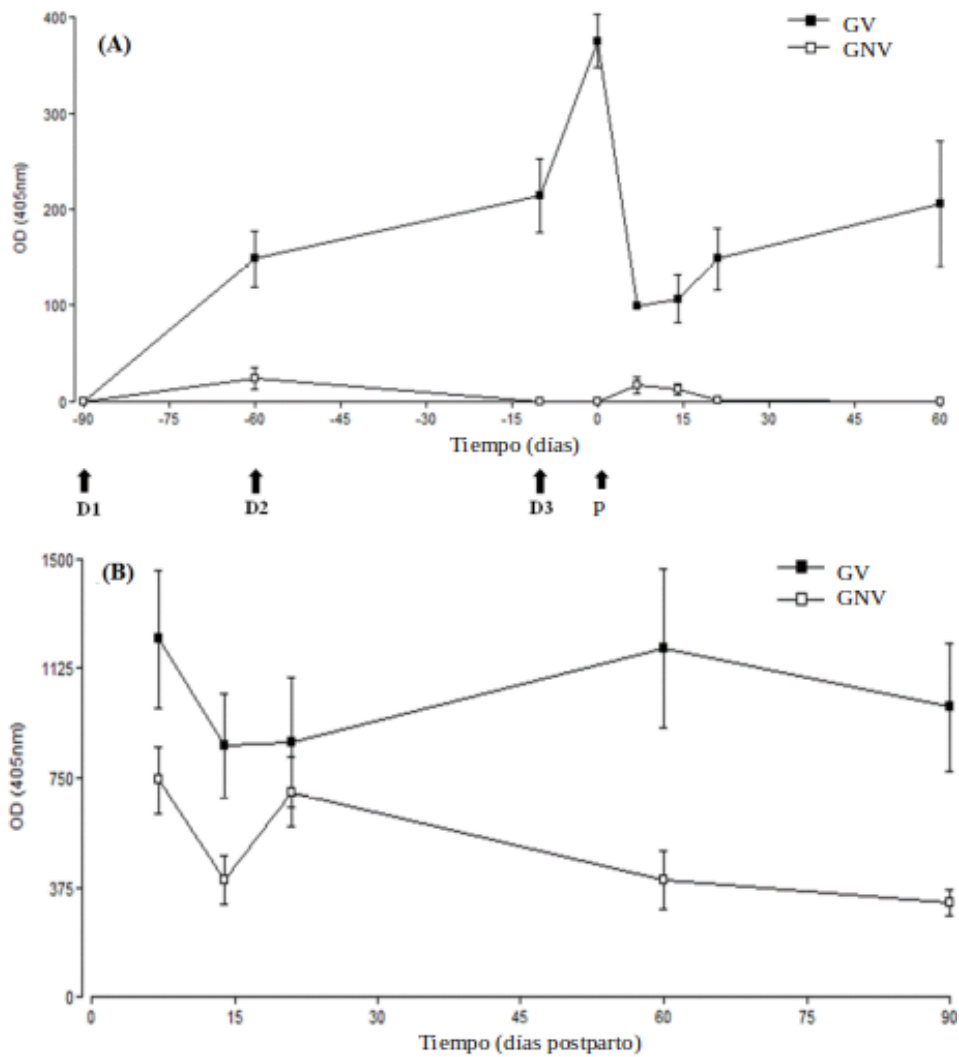 (A)
GV
GNV
400
300
200
100
0
OD (405nm)
-90 -75 -60 -45 -30 -15 0 15 30 45 60
Tiempo (días)
D1 D2 D3 P
(B)
GV
GNV
1500
1125
750
375
0
OD (405nm)
0 15 30 45 60 75 90
Tiempo (días postparto)